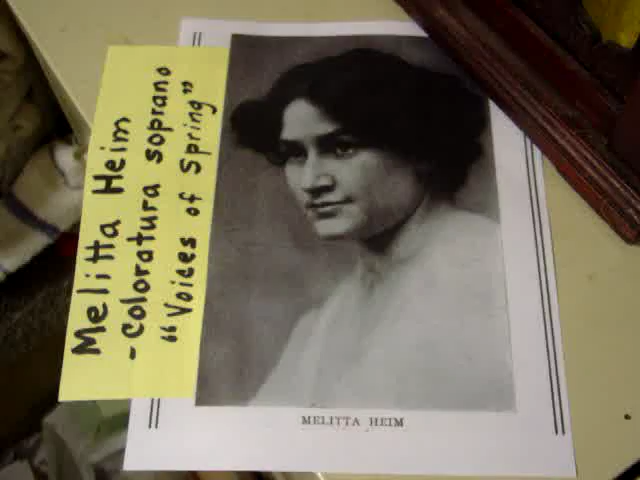 Melitta Heim
- Coloratura soprano
"Voices of Spring"
MELITTA HEIM